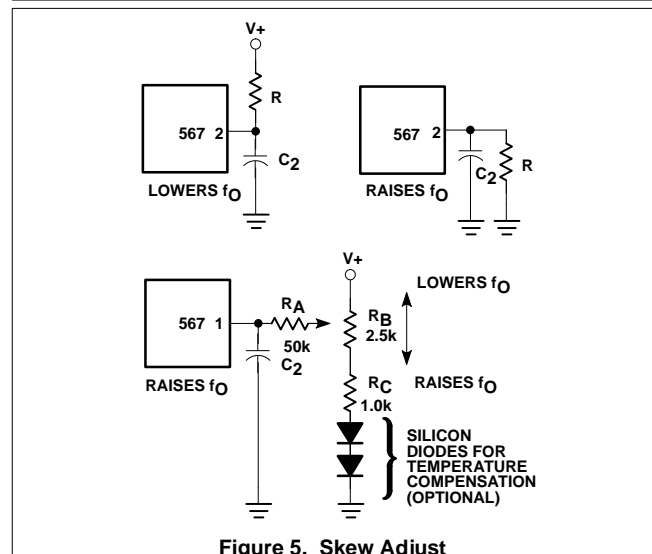 V+
R
567 2
C2
LOWERS fO
567 2
C2
R
RAISES fO
V+
LOWERS fO
RA
RB
567 1
50k
2.5k
C2
RAISES fO
RAISES fO
RC
1.0k
SILICON
DIODES FOR
TEMPERATURE
COMPENSATION
(OPTIONAL)
Figure 5. Skew Adjust